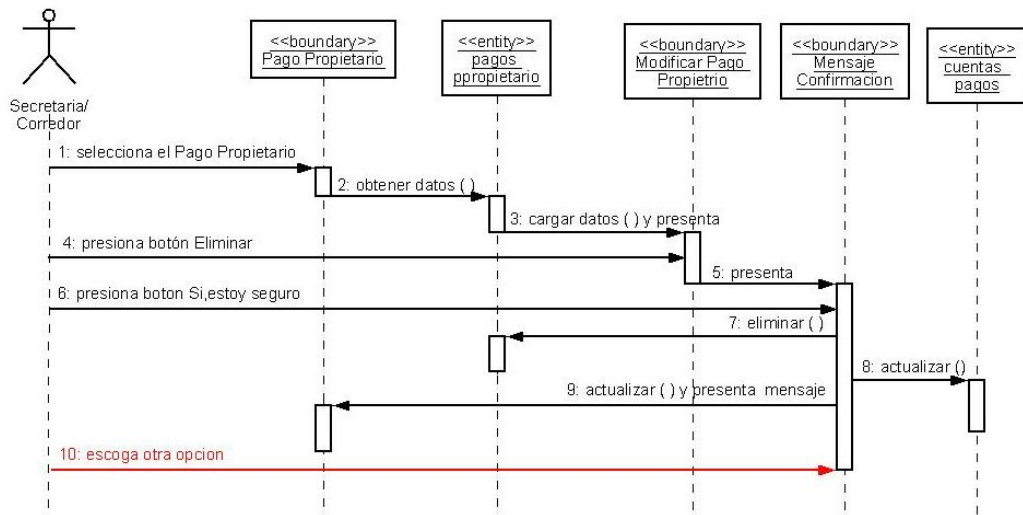 <<boundary>>
Pago Propietario
<<entity>>
pagos
ppropietario
<<boundary>>
Modificar Pago
Propietrio
<<boundary>>
Mensaje
Confirmacion
<<entity>>
cuentas
pagos
Secretaria/
Corredor
1: selecciona el Pago Propietario
2: obtener datos ( )
3: cargar datos ( ) y presenta
4: presiona botón Eliminar
5: presenta
6: presiona boton Si,estoy seguro
7: eliminar ( )
8: actualizar ()
9: actualizar ( ) y presenta mensaje
10: escoga otra opcion